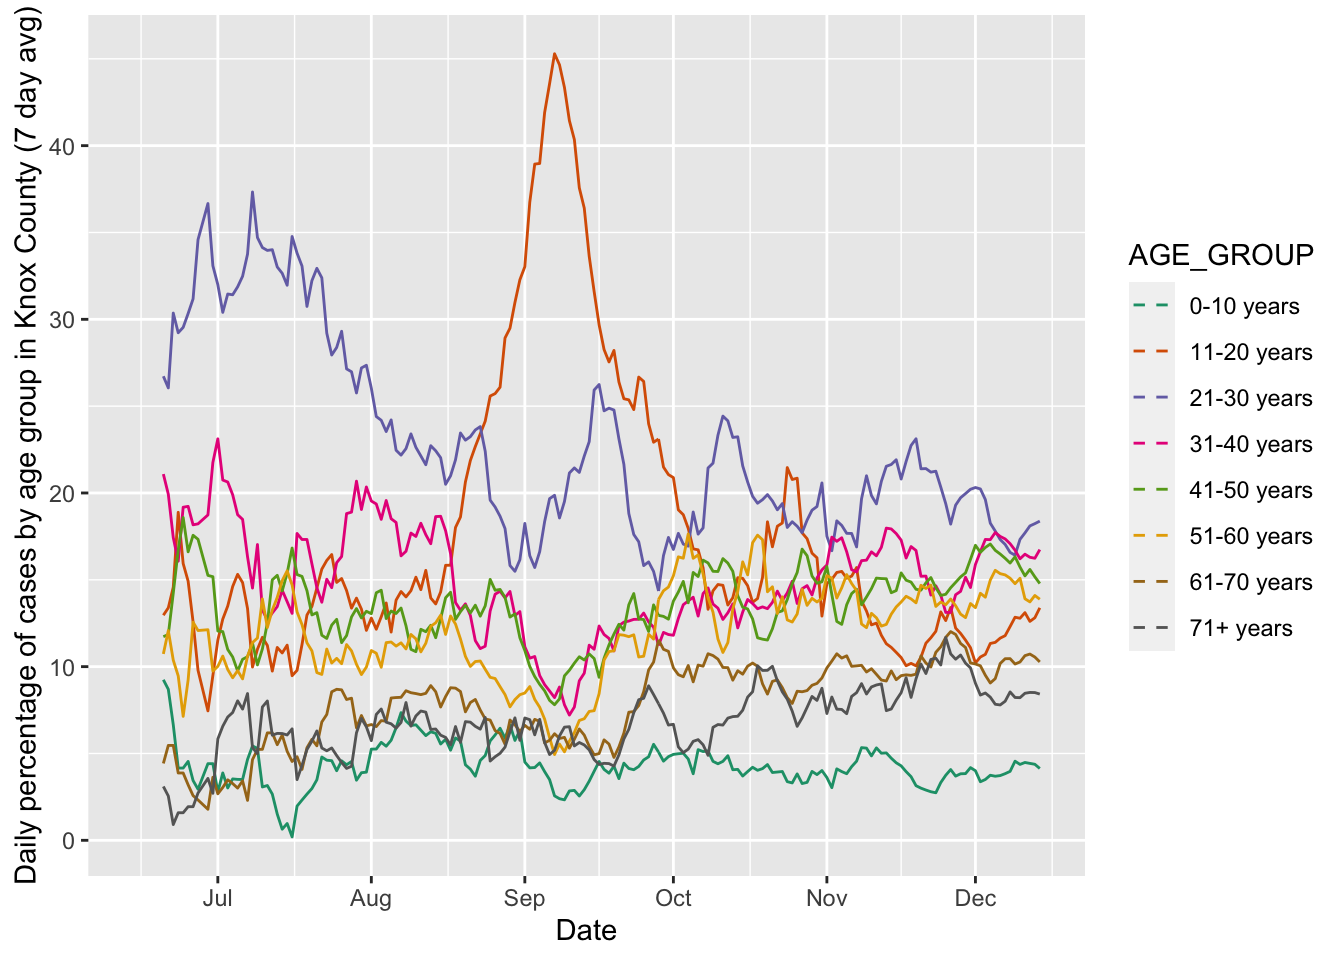 Daily percentage of cases by age group in Knox County (7 day avg)
40
30
20
10
0
Jul Aug Sep Oct Nov Dec
Date
AGE_GROUP
0-10 years
11-20 years
21-30 years
31-40 years
41-50 years
51-60 years
61-70 years
71+ years